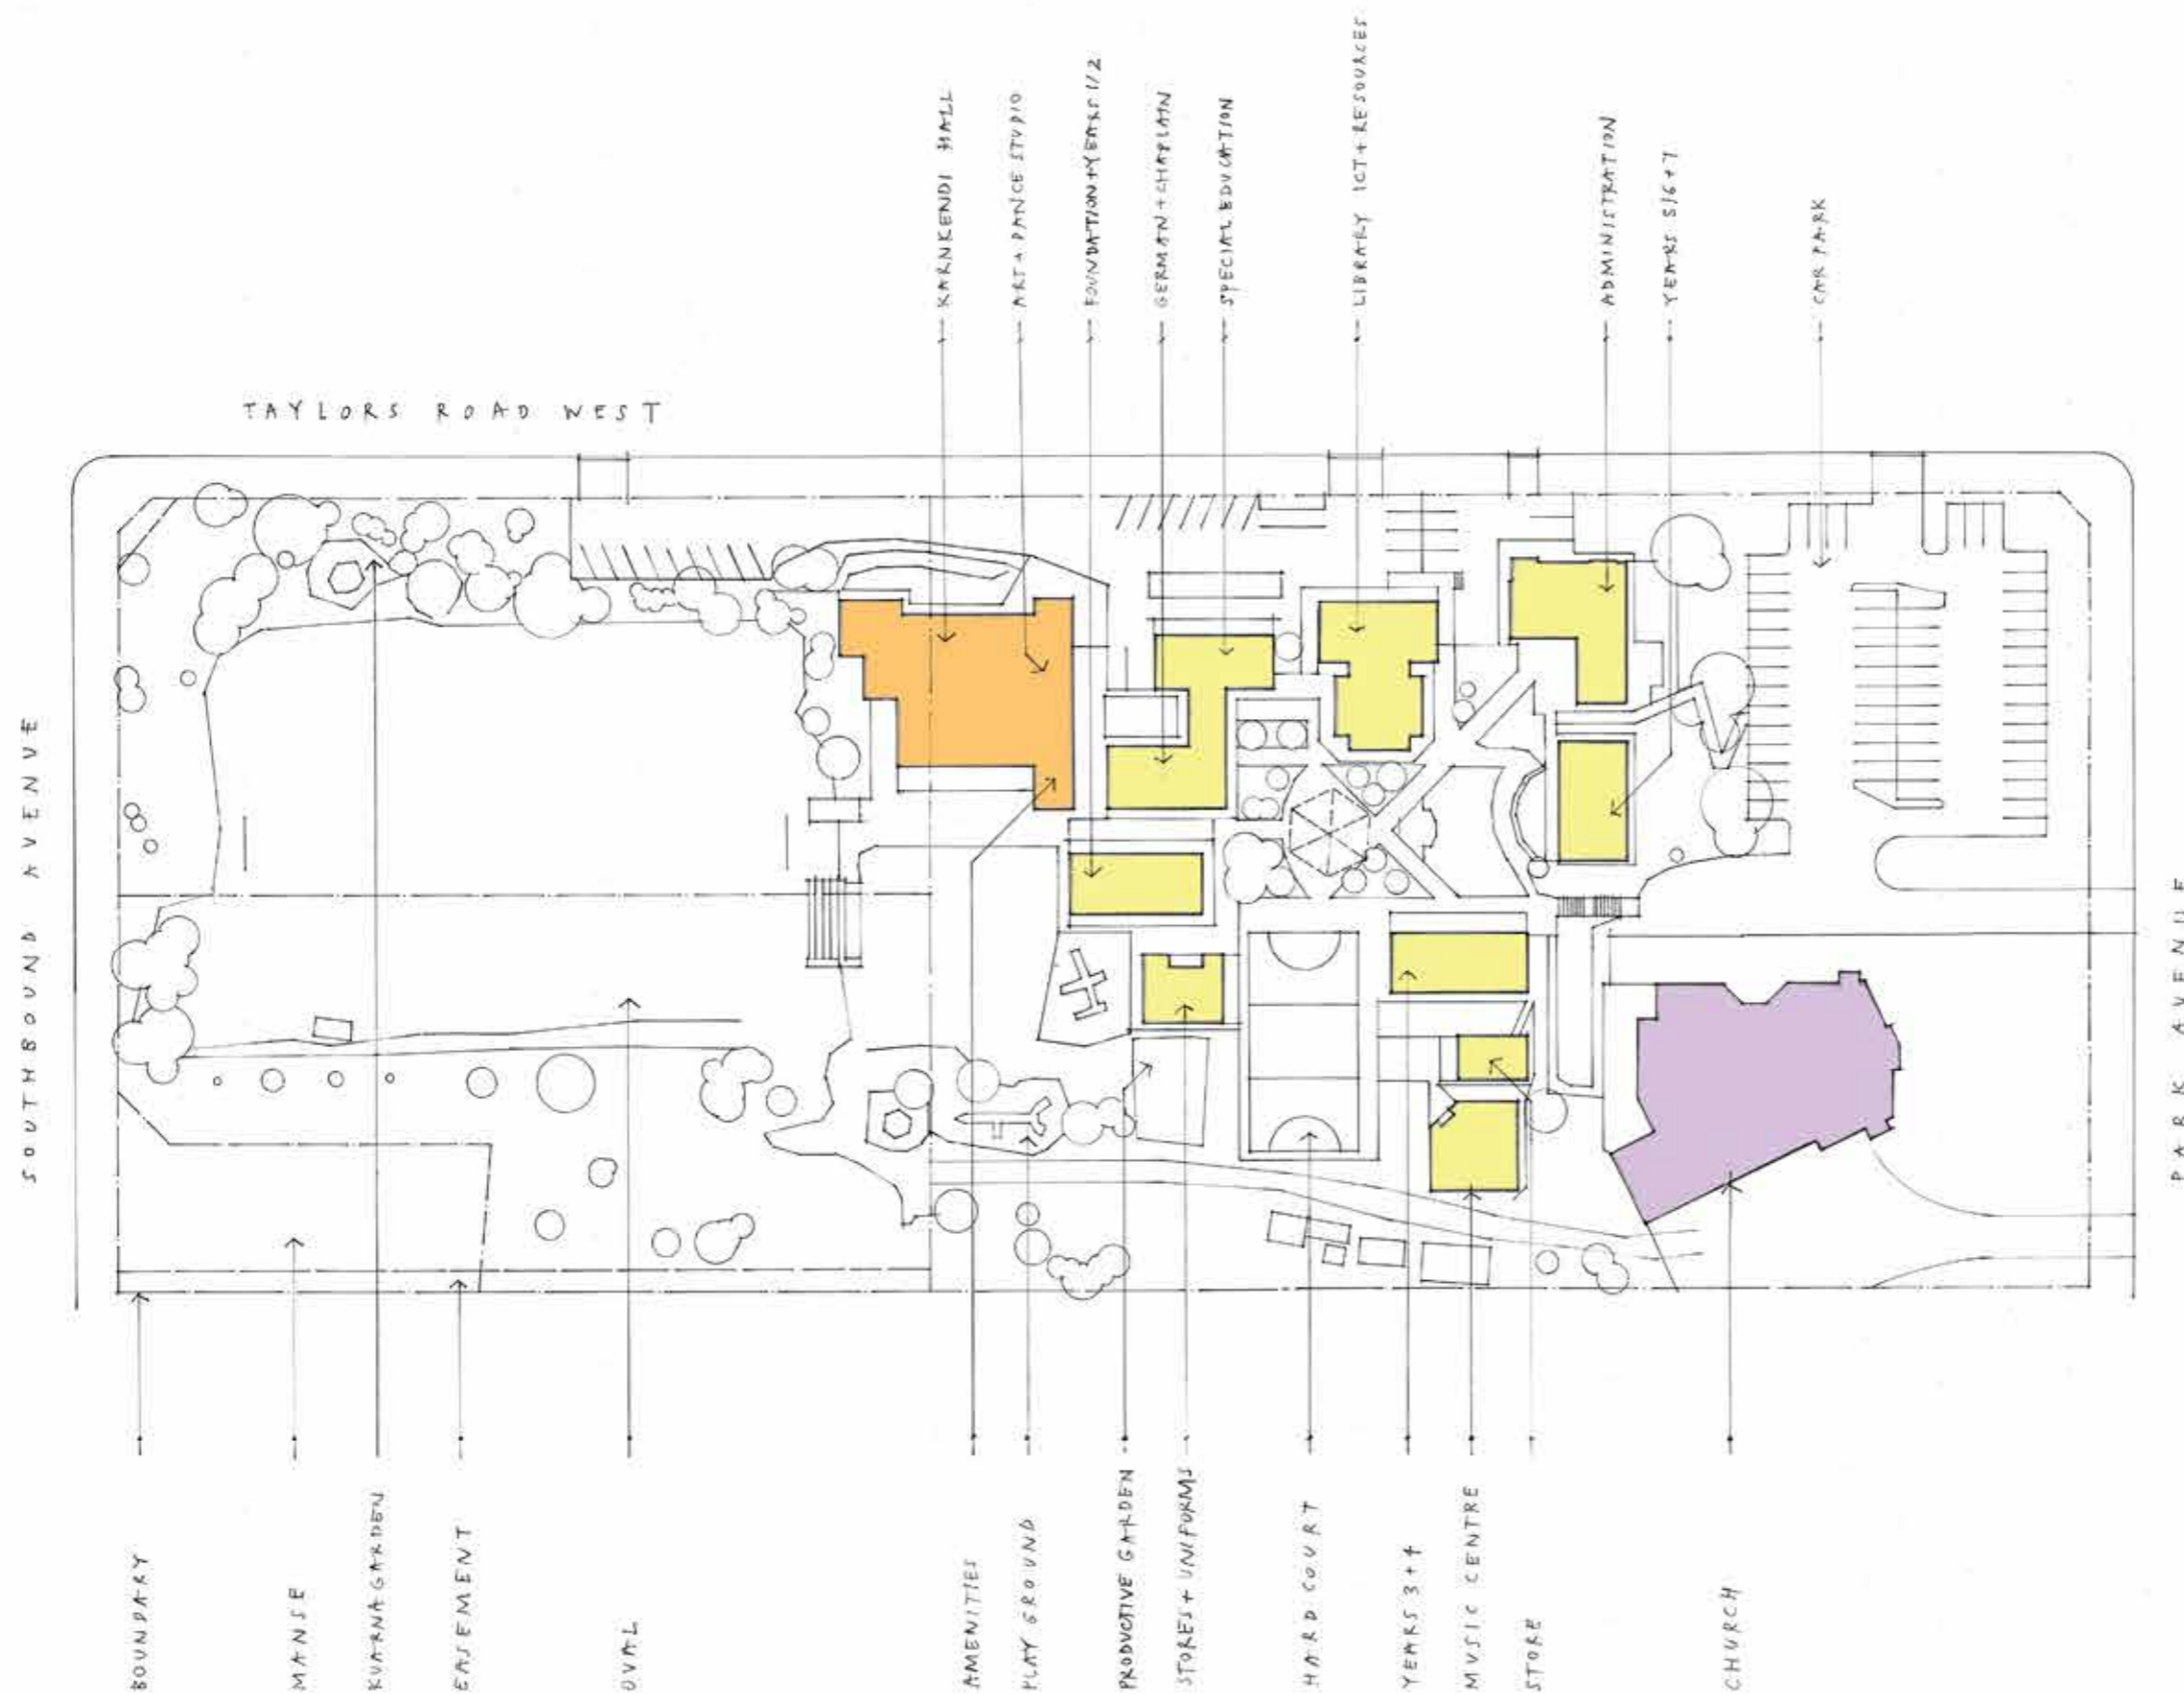 KARNKENDI HALL
ART + DANCE STUDIO
FOUNDATION + YEARS 1/2
GERMAN + CHAPLAIN
SPECIAL EDUCATION
LIBRARY ICT + RESOURCES
ADMINISTRATION
YEARS 5/6+7
CAR PARK
TAYLORS ROAD WEST
SOUTHBOUND AVENUE
PARK AVENUE
BOUNDARY
MANSE
KUARNA GARDEN
EASEMENT
OVAL
AMENITIES
PLAY GROUND
PRODUCTIVE GARDEN
STORES + UNIFORMS
HARD COURT
YEARS 3+4
MUSIC CENTRE
STORE
CHURCH